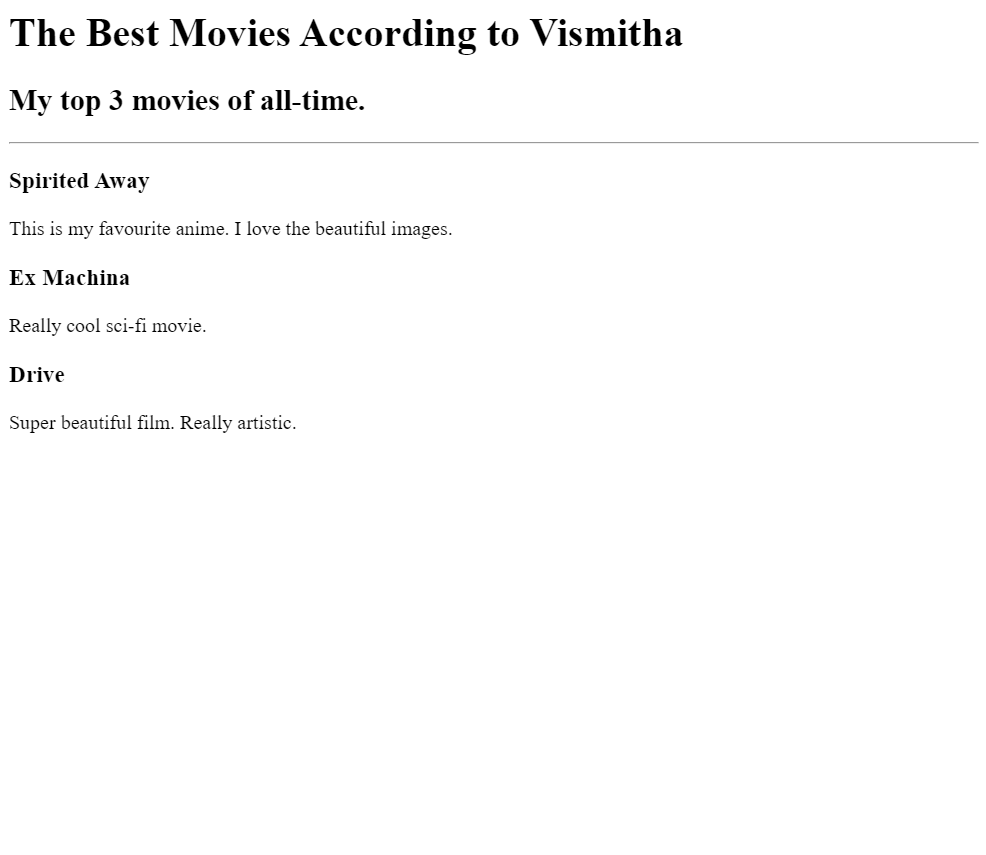 The Best Movies According to Vismitha
My top 3 movies of all-time.
Spirited Away
This is my favourite anime. I love the beautiful images.
Ex Machina
Really cool sci-fi movie.
Drive
Super beautiful film. Really artistic.